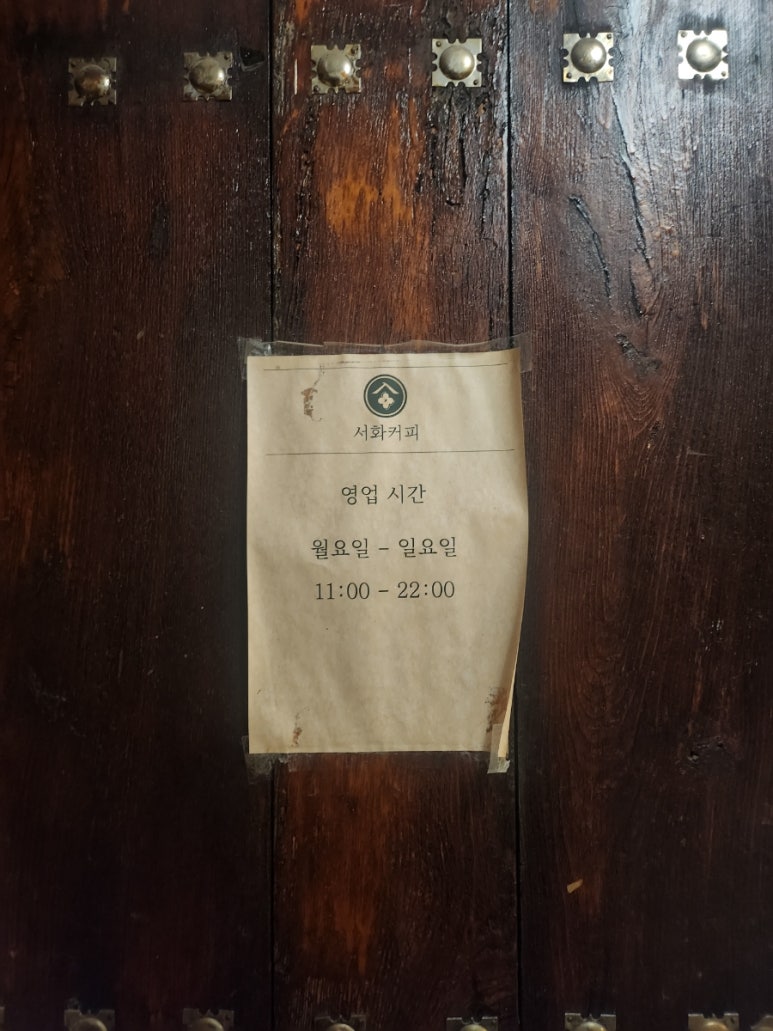 서화커피
영업 시간
월요일 - 일요일
11:00 - 22:00